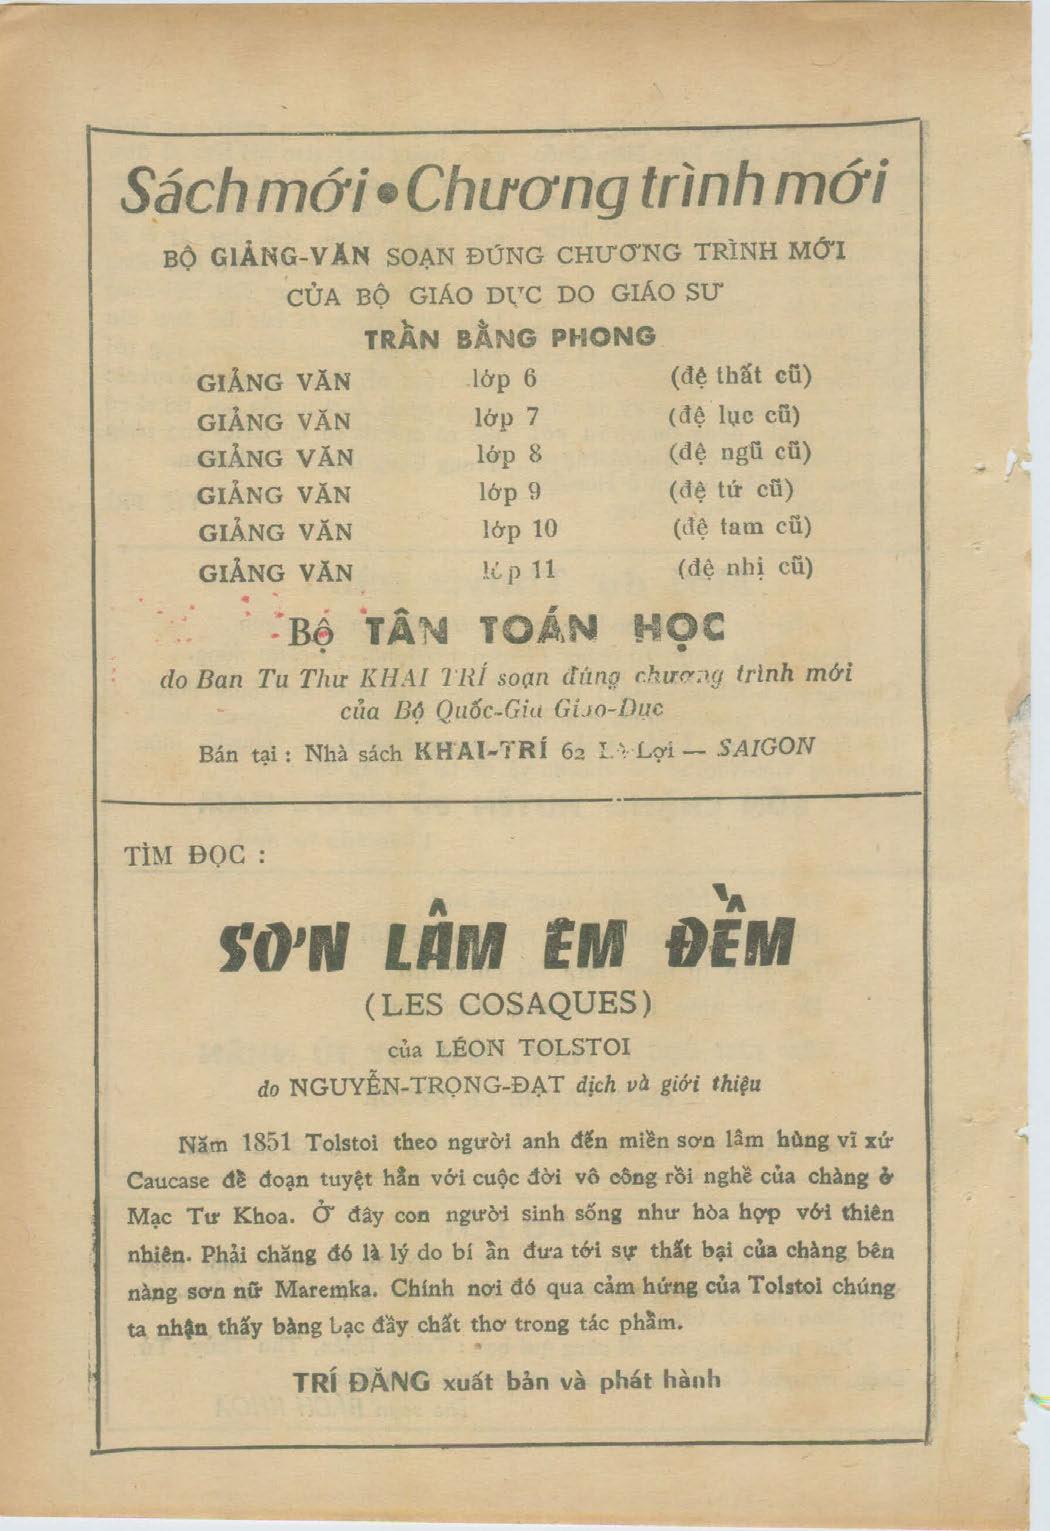 Sách mới • Chương trình mới
BỘ GIẢNG-VĂN SOẠN ĐÚNG CHƯƠNG TRÌNH MỚI
CỦA BỘ GIÁO DỤC DO GIÁO SƯ
TRẦN BẰNG PHONG
GIẢNG VĂN lớp 6 (đệ thất cũ)
GIẢNG VĂN lớp 7 (đệ lục cũ)
GIẢNG VĂN lớp 8 (đệ ngũ cũ)
GIẢNG VĂN lớp 9 (đệ tứ cũ)
GIẢNG VĂN lớp 10 (đệ tam cũ)
GIẢNG VĂN lớp 11 (đệ nhị cũ)
Bộ TÂN TOÁN HỌC
do Ban Tu Thư KHAI TRÍ soạn đúng chương trình mới
của Bộ Quốc-Gia Giáo-Dục
Bán tại : Nhà sách KHAI-TRÍ 62 Lê Lợi — SAIGON
TÌM ĐỌC :
SƠN LÂM ÊM ĐỀM
(LES COSAQUES)
của LÉON TOLSTOI
do NGUYỄN-TRỌNG-ĐẠT dịch và giới thiệu
Năm 1851 Tolstoi theo người anh đến miền sơn lâm hùng vĩ xứ
Caucase để đoạn tuyệt hẳn với cuộc đời vô công rồi nghề của chàng ở
Mạc Tư Khoa. Ở đây con người sinh sống như hòa hợp với thiên
nhiên. Phải chăng đó là lý do bí ẩn đưa tới sự thất bại của chàng bên
nàng sơn nữ Maremka. Chính nơi đó qua cảm hứng của Tolstoi chúng
ta nhận thấy bàng bạc đầy chất thơ trong tác phẩm.
TRÍ ĐĂNG xuất bản và phát hành